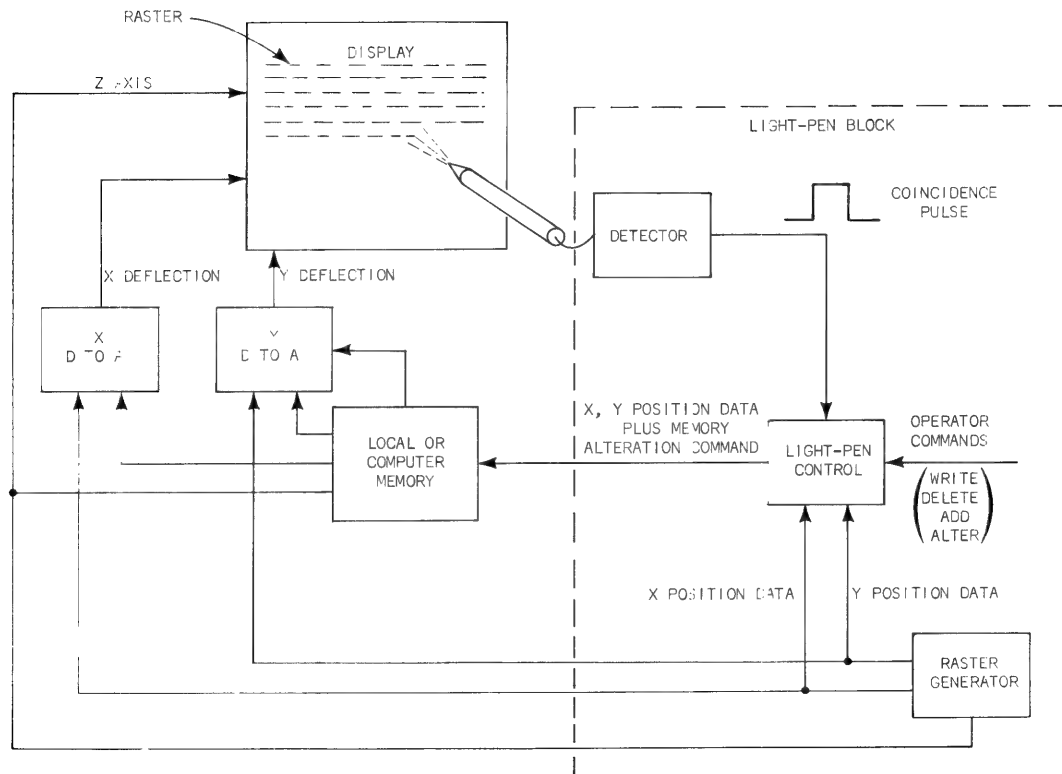 RASTER
DISPLAY
Z AXIS
LIGHT-PEN BLOCK
COINCIDENCE
PULSE
DETECTOR
X DEFLECTION
Y DEFLECTION
X
D TO A
Y
D TO A
X, Y POSITION DATA
PLUS MEMORY
ALTERATION COMMAND
LOCAL OR
COMPUTER
MEMORY
LIGHT-PEN
CONTROL
OPERATOR
COMMANDS
(WRITE
DELETE
ADD
ALTER)
X POSITION DATA
Y POSITION DATA
RASTER
GENERATOR